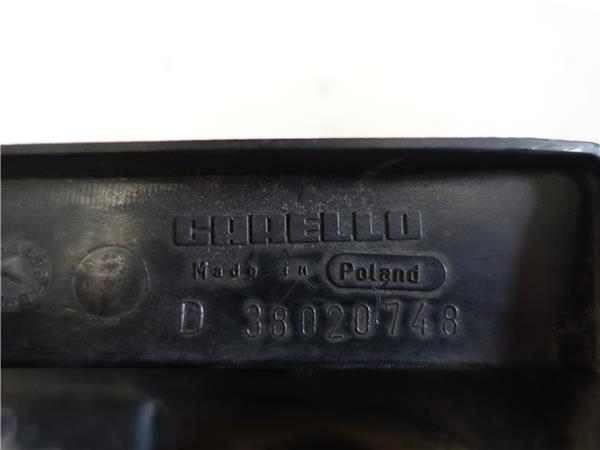 CARELLO
Made in Poland
D 38020748